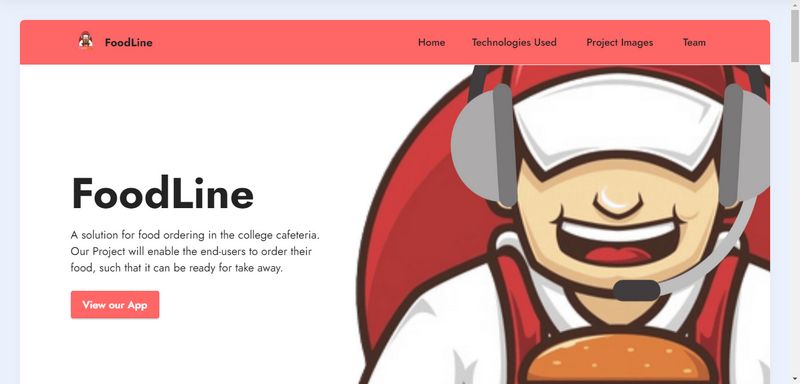 FoodLine
Home
Technologies Used
Project Images
Team
FoodLine
A solution for food ordering in the college cafeteria.
Our Project will enable the end-users to order their
food, such that it can be ready for take away.
View our App